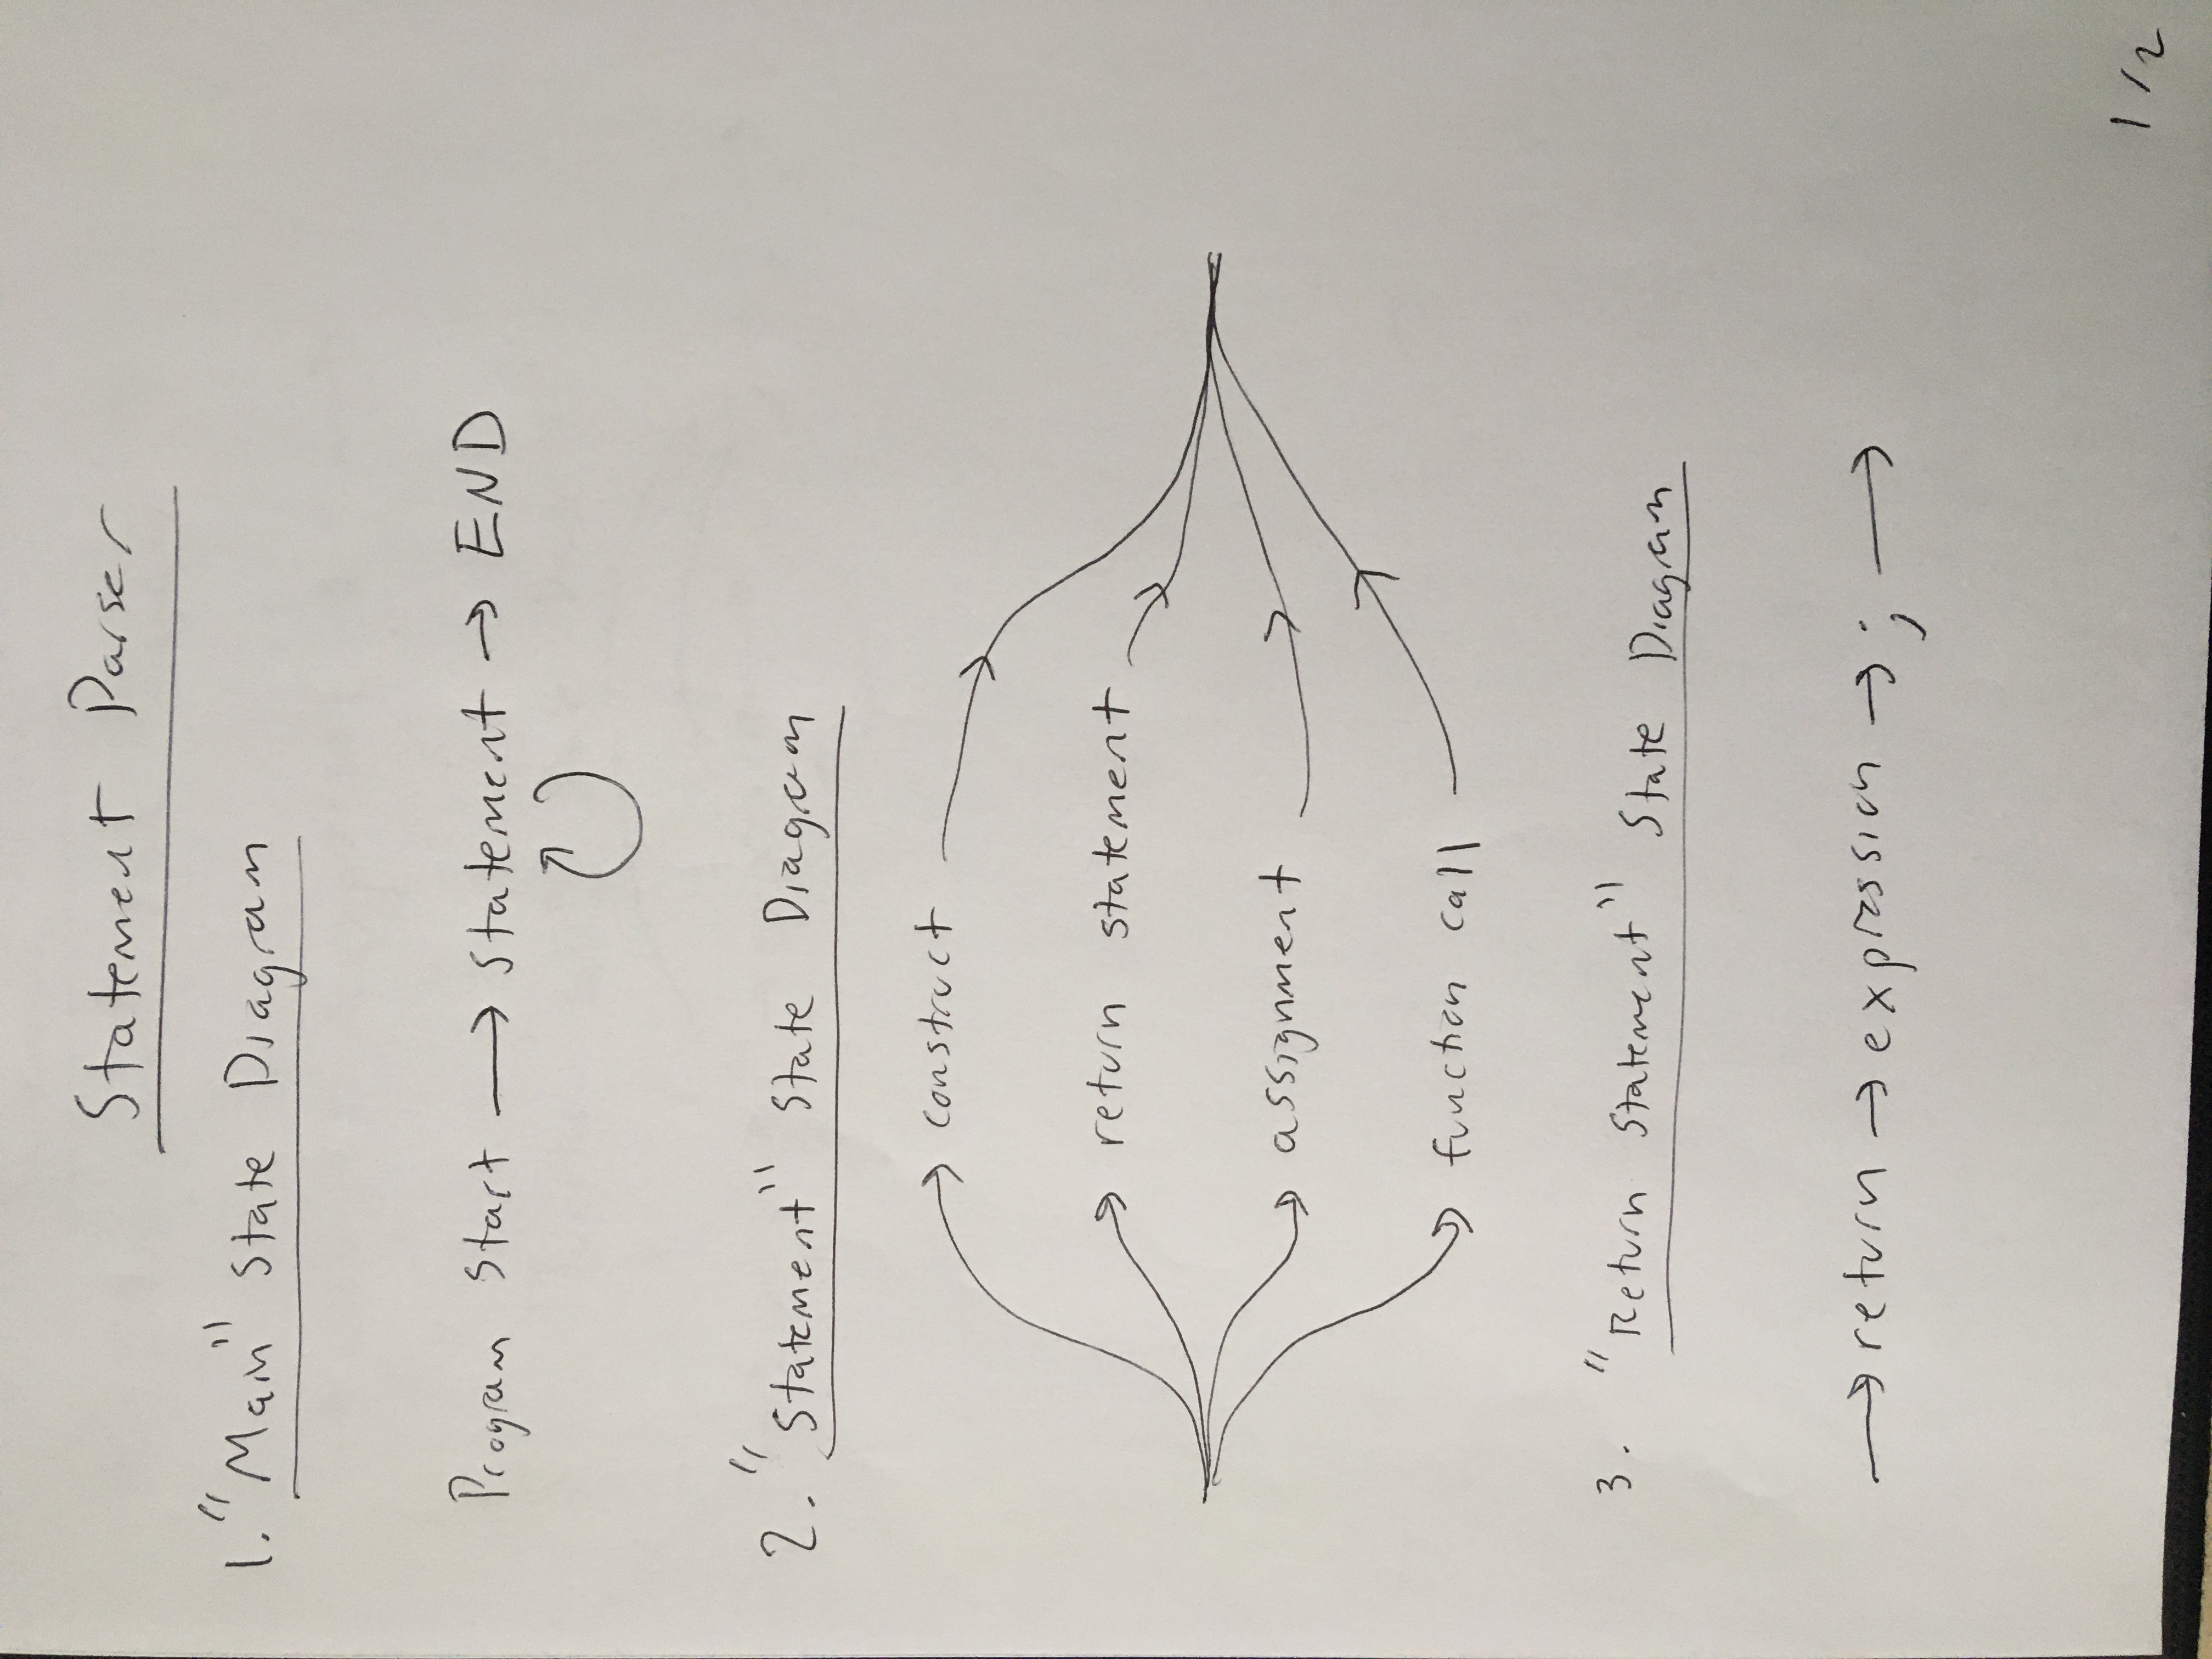 Statement Parser
1. "Main" State Diagram
Program Start → Statement → END
2. "Statement" State Diagram
construct
return statement
assignment
function call
3. "Return Statement" State Diagram
→ return → expression → ; →
1/2